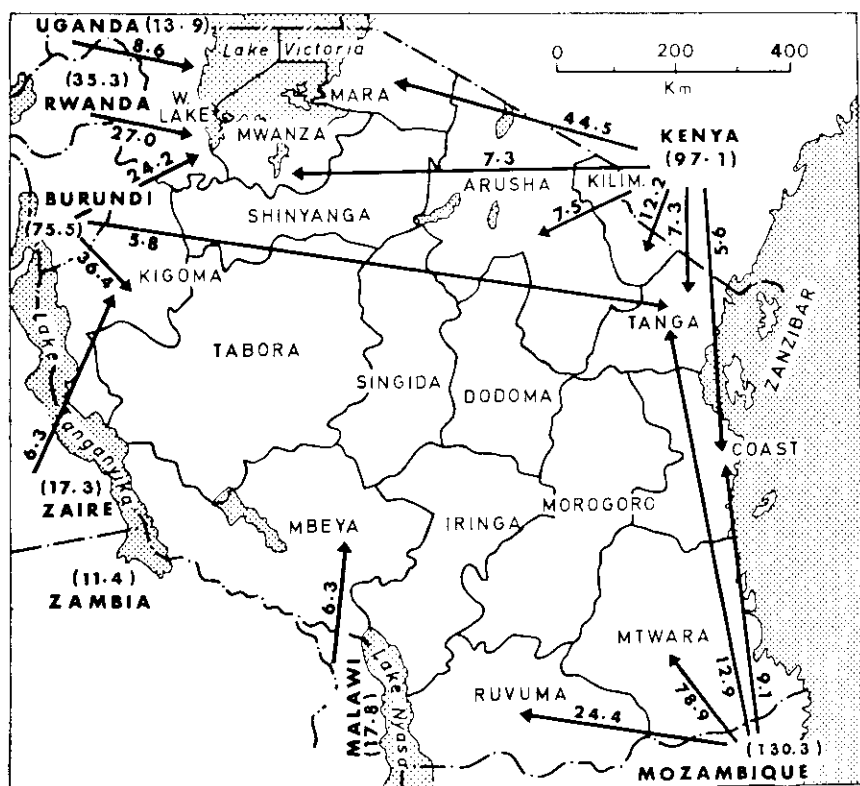 UGANDA (13·9)
8.6
Lake Victoria
0 200 400
Km
(35.3)
RWANDA
27.0
W.
LAKE
MARA
44.5
MWANZA
KENYA
(97·1)
24.2
7.3
BURUNDI
(75.5)
ARUSHA
KILIM.
12.2
7.3
5.6
7.5
SHINYANGA
5.8
36.4
KIGOMA
TANGA
ZANZIBAR
TABORA
SINGIDA
DODOMA
Lake Tanganyika
6.3
COAST
(17.3)
ZAIRE
MBEYA
IRINGA
MOROGORO
(11.4)
ZAMBIA
6.3
MTWARA
MALAWI
(17·8)
Lake Nyasa
RUVUMA
24.4
78.9
12.9
9.1
(130.3)
MOZAMBIQUE